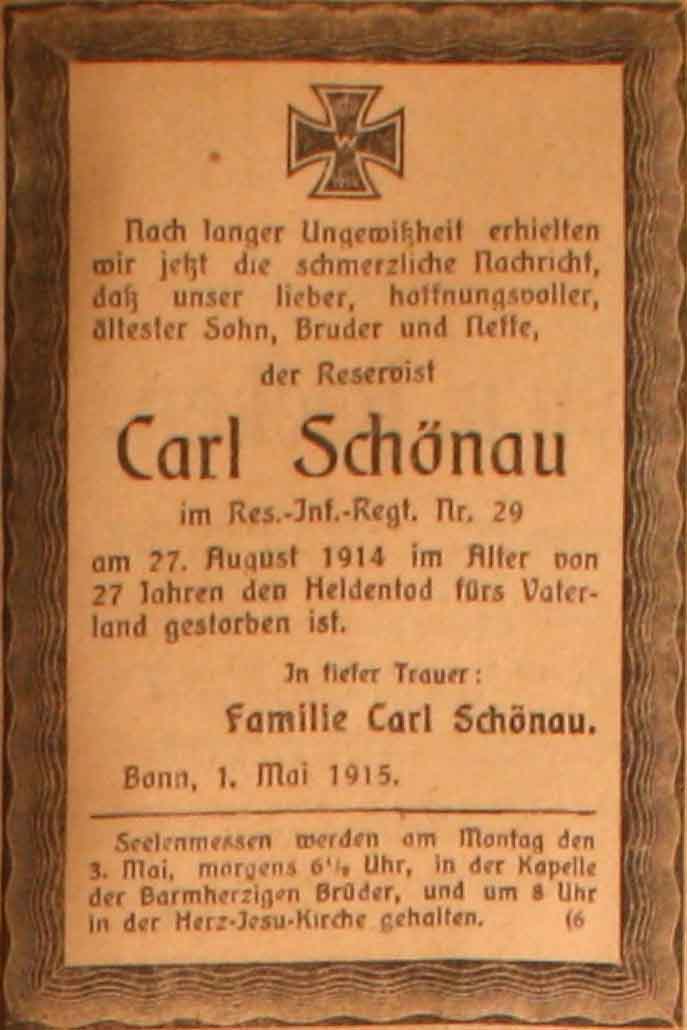 W
1914
Nach langer Ungewißheit erhielten
wir jetzt die schmerzliche Nachricht,
daß unser lieber, hoffnungsvoller,
ältester Sohn, Bruder und Neffe,
der Reservist
Carl Schönau
im Res.-Inf.-Regt. Nr. 29
am 27. August 1914 im Alter von
27 Jahren den Heldentod fürs Vater-
land gestorben ist.
In tiefer Trauer:
Familie Carl Schönau.
Bonn, 1. Mai 1915.
Seelenmessen werden am Montag den
3. Mai, morgens 6½ Uhr, in der Kapelle
der Barmherzigen Brüder, und um 8 Uhr
in der Herz-Jesu-Kirche gehalten. (6